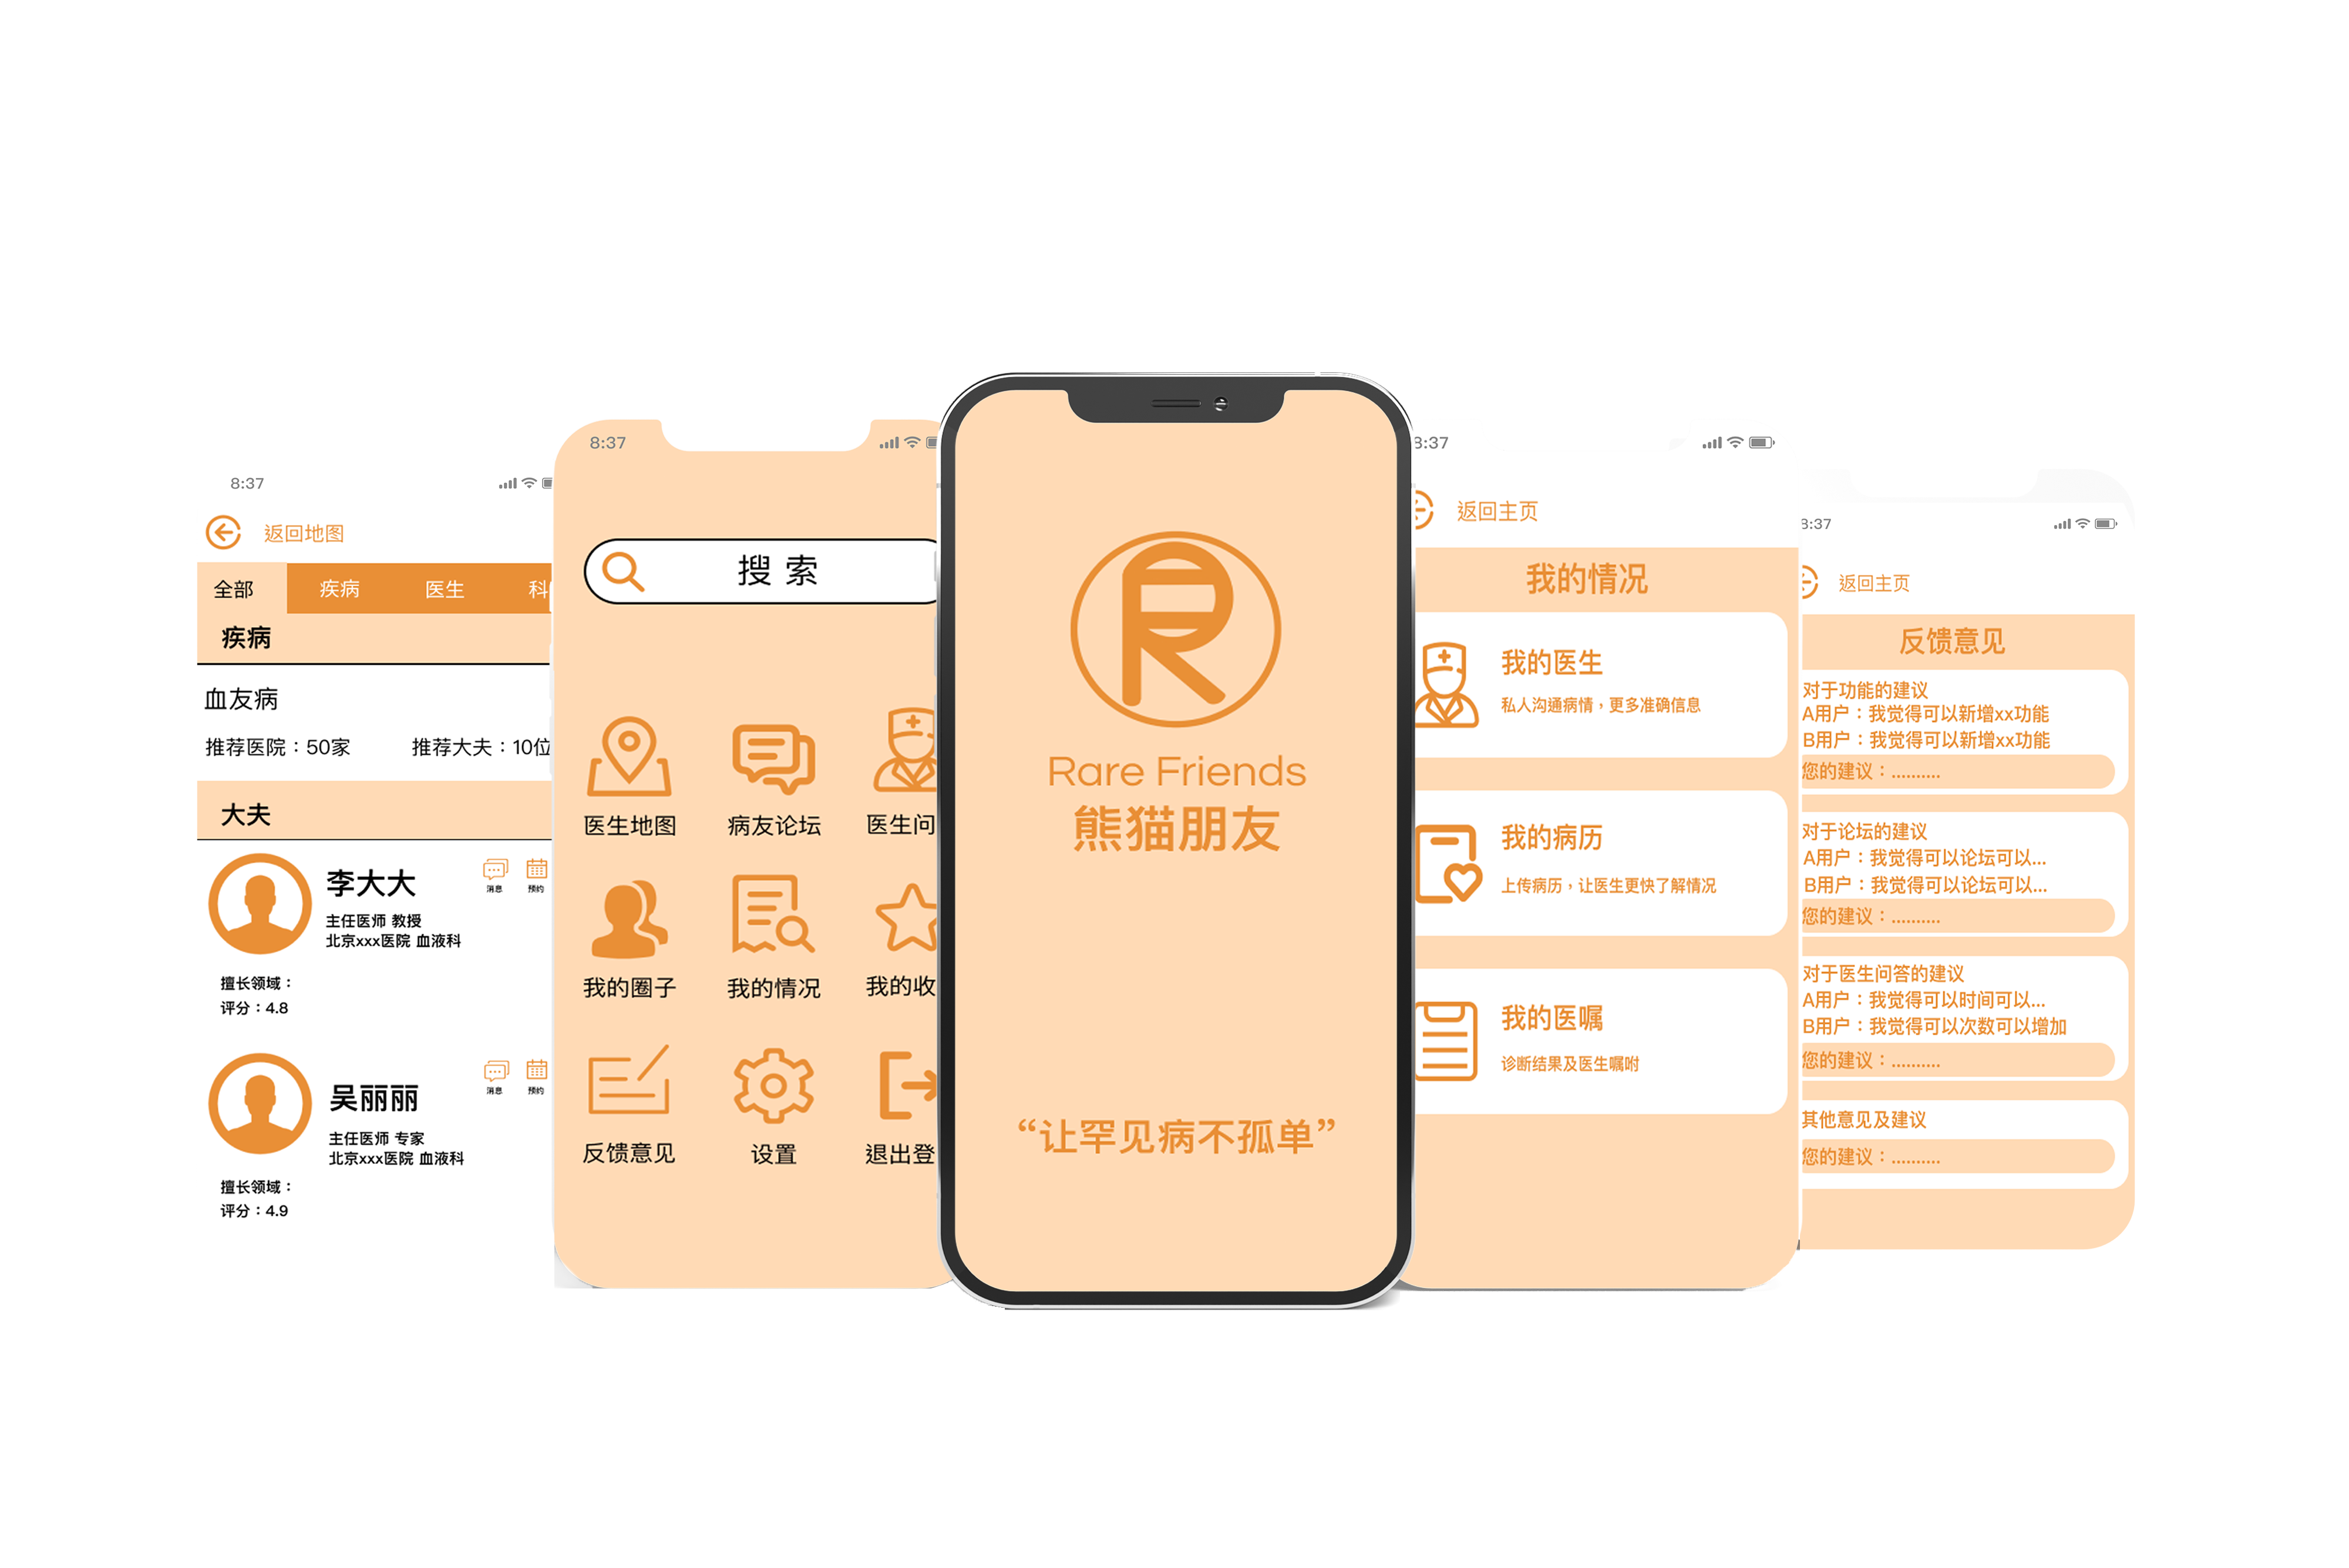 8:37
返回地图
全部 疾病 医生 科
疾病
血友病
推荐医院：50家 推荐大夫：10位
大夫
李大大
消息 预约
主任医师 教授
北京xxx医院 血液科
擅长领域：
评分：4.8
吴丽丽
消息 预约
主任医师 专家
北京xxx医院 血液科
擅长领域：
评分：4.9
8:37
搜 索
医生地图 病友论坛 医生问
我的圈子 我的情况 我的收
反馈意见 设置 退出登
R
Rare Friends
熊猫朋友
“让罕见病不孤单”
8:37
返回主页
我的情况
我的医生
私人沟通病情，更多准确信息
我的病历
上传病历，让医生更快了解情况
我的医嘱
诊断结果及医生嘱咐
8:37
返回主页
反馈意见
对于功能的建议
A用户：我觉得可以新增xx功能
B用户：我觉得可以新增xx功能
您的建议：..........
对于论坛的建议
A用户：我觉得可以论坛可以...
B用户：我觉得可以论坛可以...
您的建议：..........
对于医生问答的建议
A用户：我觉得可以时间可以...
B用户：我觉得可以次数可以增加
您的建议：..........
其他意见及建议
您的建议：..........